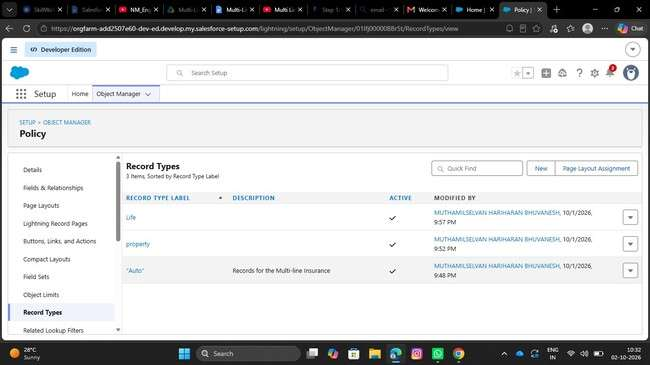 SkillWi
Salesfo
NM_Eng
Multi-L
Multi-L
Multi Li
Step 1:
email -
Welcom
Home |
Policy |
https://orgfarm-add2507e60-dev-ed.develop.my.salesforce-setup.com/lightning/setup/ObjectManager/
/RecordTypes/view
Chat
Developer Edition
Search Setup
3
Setup
Home
Object Manager
SETUP > OBJECT MANAGER
Policy
Details
Fields & Relationships
Page Layouts
Lightning Record Pages
Buttons, Links, and Actions
Compact Layouts
Field Sets
Object Limits
Record Types
Related Lookup Filters
Record Types
3 Items, Sorted by Record Type Label
Quick Find
New
Page Layout Assignment
RECORD TYPE LABEL
DESCRIPTION
ACTIVE
MODIFIED BY
Life
MUTHAMILSELVAN HARIHARAN BHUVANESH, 10/1/2026,
9:57 PM
property
MUTHAMILSELVAN HARIHARAN BHUVANESH, 10/1/2026,
9:52 PM
"Auto"
Records for the Multi-line Insurance
MUTHAMILSELVAN HARIHARAN BHUVANESH, 10/1/2026,
9:48 PM
28°C
Sunny
Search
ENG
IN
10:32
02-10-2026